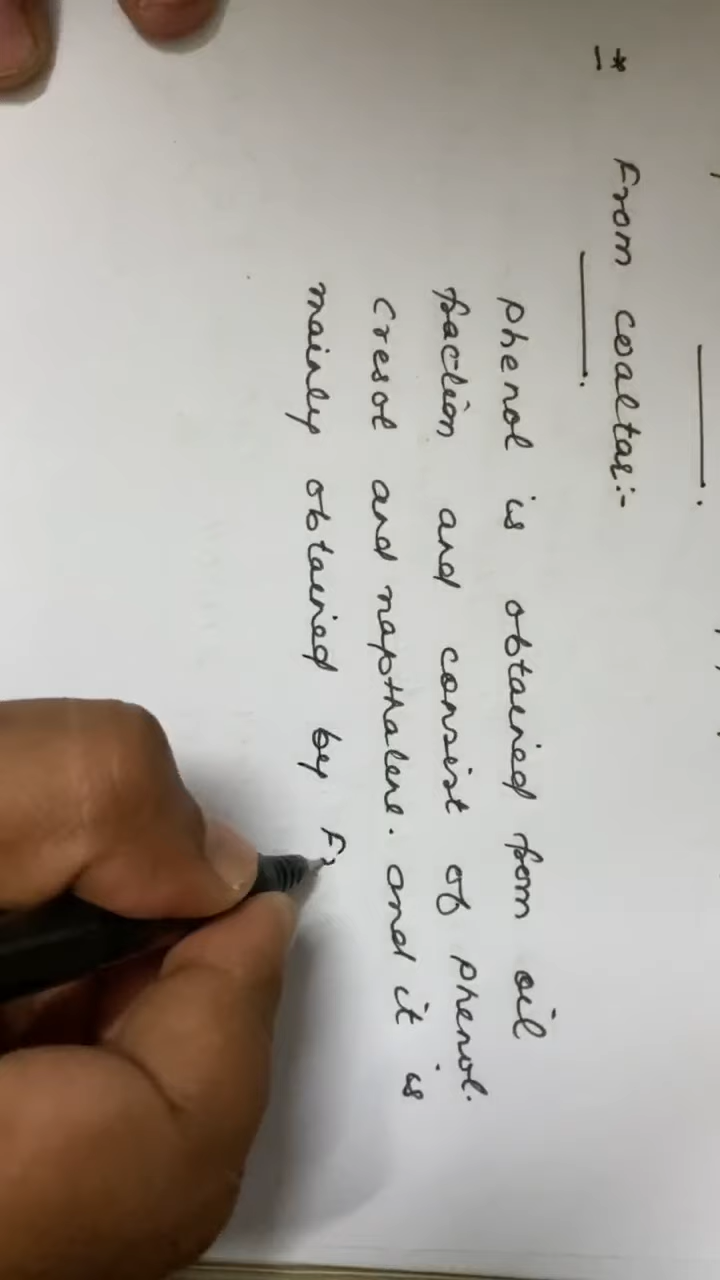 * From coaltar:-
phenol is obtained from oil
fraction and consist of phenol.
cresol and napthalene. and it is
mainly obtained by Fr